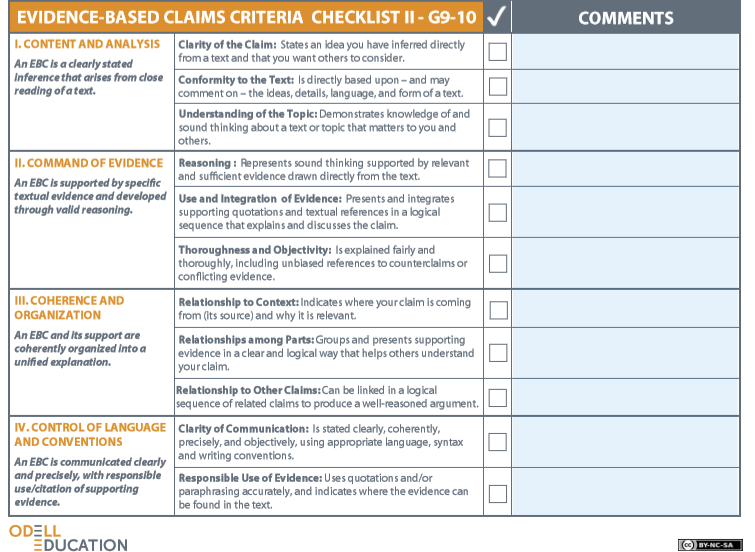 EVIDENCE-BASED CLAIMS CRITERIA CHECKLIST II - G9-10 ✓ COMMENTS
I. CONTENT AND ANALYSIS
An EBC is a clearly stated
inference that arises from close
reading of a text.
Clarity of the Claim: States an idea you have inferred directly
from a text and that you want others to consider.
Conformity to the Text: Is directly based upon – and may
comment on – the ideas, details, language, and form of a text.
Understanding of the Topic: Demonstrates knowledge of and
sound thinking about a text or topic that matters to you and
others.
II. COMMAND OF EVIDENCE
An EBC is supported by specific
textual evidence and developed
through valid reasoning.
Reasoning : Represents sound thinking supported by relevant
and sufficient evidence drawn directly from the text.
Use and Integration of Evidence: Presents and integrates
supporting quotations and textual references in a logical
sequence that explains and discusses the claim.
Thoroughness and Objectivity: Is explained fairly and
thoroughly, including unbiased references to counterclaims or
conflicting evidence.
III. COHERENCE AND
ORGANIZATION
An EBC and its support are
coherently organized into a
unified explanation.
Relationship to Context: Indicates where your claim is coming
from (its source) and why it is relevant.
Relationships among Parts: Groups and presents supporting
evidence in a clear and logical way that helps others understand
your claim.
Relationship to Other Claims: Can be linked in a logical
sequence of related claims to produce a well-reasoned argument.
IV. CONTROL OF LANGUAGE
AND CONVENTIONS
An EBC is communicated clearly
and precisely, with responsible
use/citation of supporting
evidence.
Clarity of Communication: Is stated clearly, coherently,
precisely, and objectively, using appropriate language, syntax
and writing conventions.
Responsible Use of Evidence: Uses quotations and/or
paraphrasing accurately, and indicates where the evidence can
be found in the text.
ODELL
EDUCATION
cc BY-NC-SA